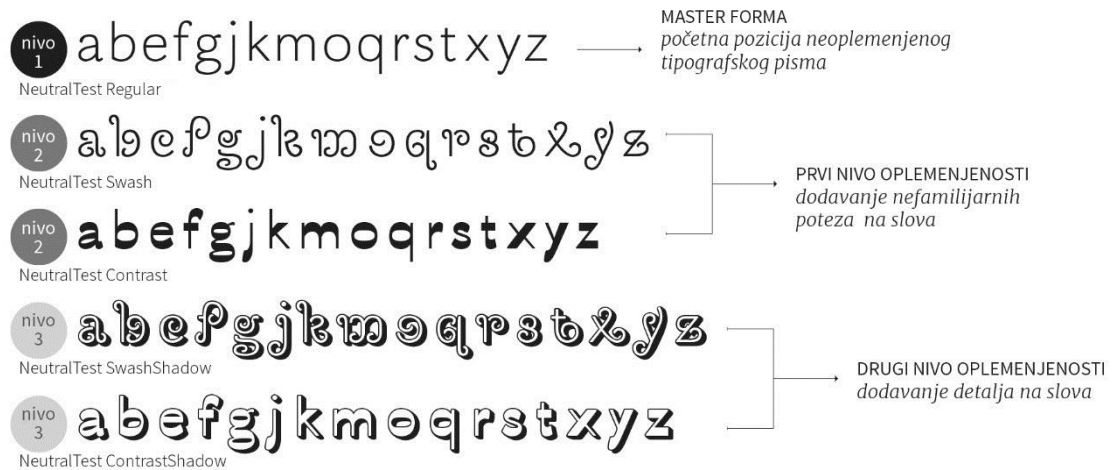 nivo
1
abefgjkmoqrstxyz
NeutralTest Regular
MASTER FORMA
početna pozicija neoplemenjenog
tipografskog pisma
nivo
2
abefgjkmoqrstxyz
NeutralTest Swash
nivo
2
abefgjkmoqrstxyz
NeutralTest Contrast
PRVI NIVO OPLEMENJENOSTI
dodavanje nefamilijarnih
poteza na slova
nivo
3
abefgjkmoqrstxyz
NeutralTest SwashShadow
nivo
3
abefgjkmoqrstxyz
NeutralTest ContrastShadow
DRUGI NIVO OPLEMENJENOSTI
dodavanje detalja na slova